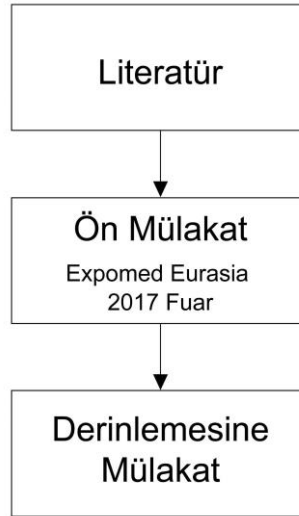 Literatür
Ön Mülakat
Expomed Eurasia
2017 Fuar
Derinlemesine
Mülakat